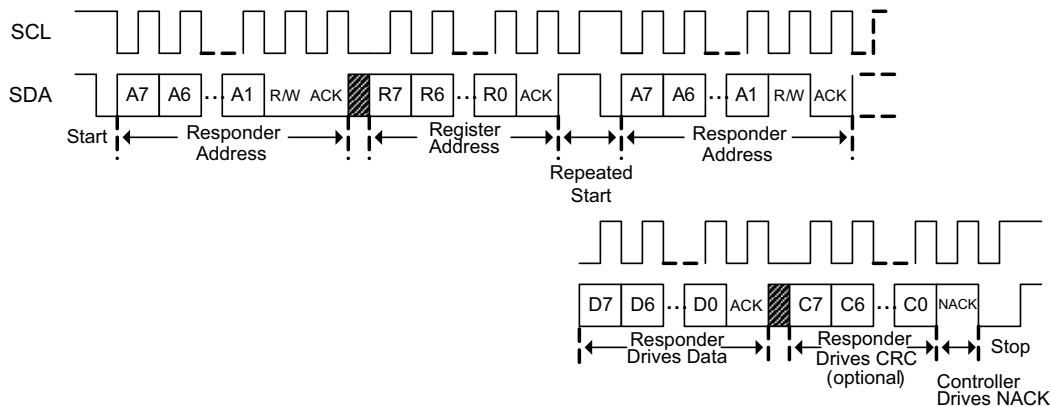 SCL
SDA
A7 A6 ... A1 R/W ACK R7 R6 ... R0 ACK A7 A6 ... A1 R/W ACK
Start
Responder
Address
Register
Address
Repeated
Start
Responder
Address
D7 D6 ... D0 ACK C7 C6 ... C0 NACK
Responder
Drives Data
Responder
Drives CRC
(optional)
Stop
Controller
Drives NACK